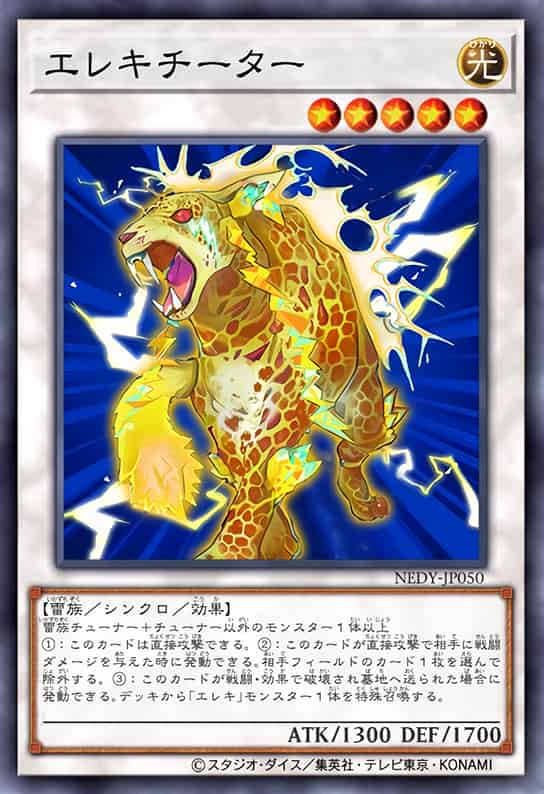 エレキチーター
光
NEDY-JP050
【雷族／シンクロ／効果】
雷族チューナー＋チューナー以外のモンスター１体以上
①：このカードは直接攻撃できる。②：このカードが直接攻撃で相手に戦闘
ダメージを与えた時に発動できる。相手フィールドのカード１枚を選んで
除外する。③：このカードが戦闘・効果で破壊され墓地へ送られた場合に
発動できる。デッキから「エレキ」モンスター１体を特殊召喚する。
ATK/1300 DEF/1700
©スタジオ・ダイス／集英社・テレビ東京・KONAMI